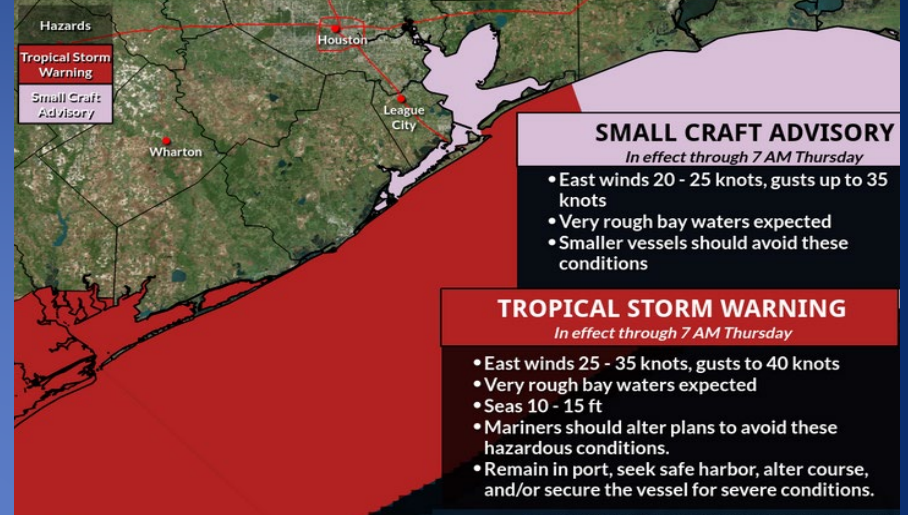 Hazards
Tropical Storm
Warning
Small Craft
Advisory
Houston
League
City
Wharton
SMALL CRAFT ADVISORY
In effect through 7 AM Thursday
• East winds 20 - 25 knots, gusts up to 35
knots
• Very rough bay waters expected
• Smaller vessels should avoid these
conditions
TROPICAL STORM WARNING
In effect through 7 AM Thursday
• East winds 25 - 35 knots, gusts to 40 knots
• Very rough bay waters expected
• Seas 10 - 15 ft
• Mariners should alter plans to avoid these
hazardous conditions.
• Remain in port, seek safe harbor, alter course,
and/or secure the vessel for severe conditions.